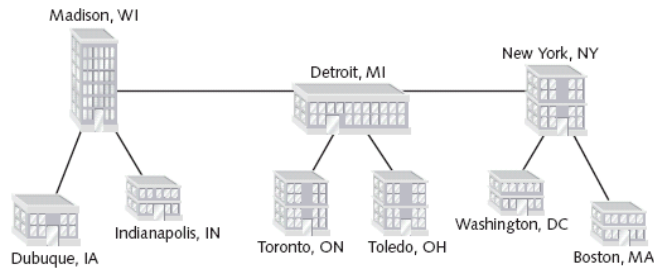 Madison, WI
New York, NY
Detroit, MI
Dubuque, IA
Indianapolis, IN
Toronto, ON
Toledo, OH
Washington, DC
Boston, MA